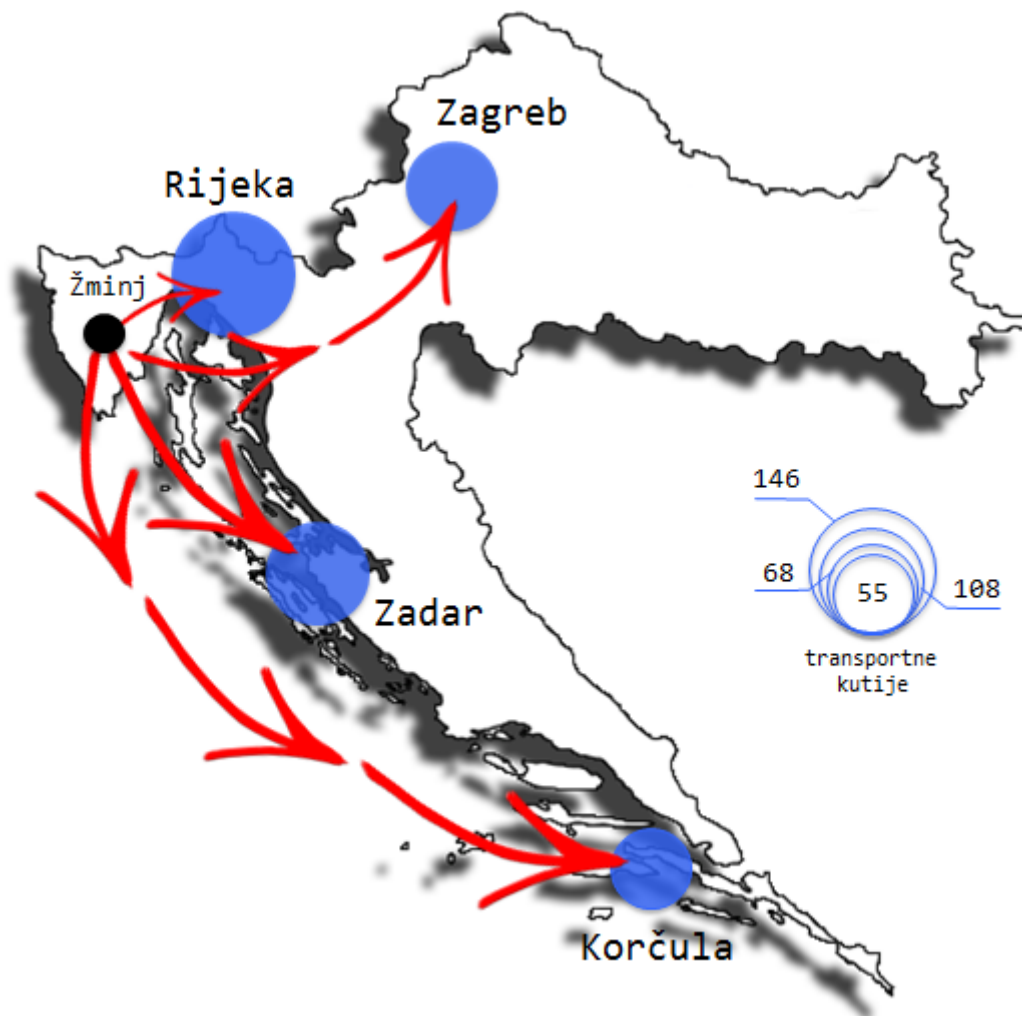 Zagreb
Rijeka
Žminj
Zadar
Korčula
146
68
55
108
transportne
kutije